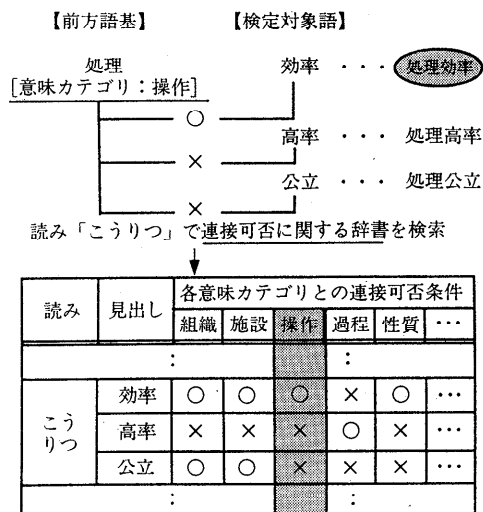 【前方語基】 【検定対象語】
処理 効率 ・・・ 処理効率
[意味カテゴリ：操作]
○
高率 ・・・ 処理高率
×
公立 ・・・ 処理公立
×
読み「こうりつ」で連接可否に関する辞書を検索
読み 見出し 各意味カテゴリとの連接可否条件
組織 施設 操作 過程 性質 …
： ：
こうりつ
効率 ○ ○ ○ × ○ …
高率 × × × ○ × …
公立 ○ ○ × × × …
： ：